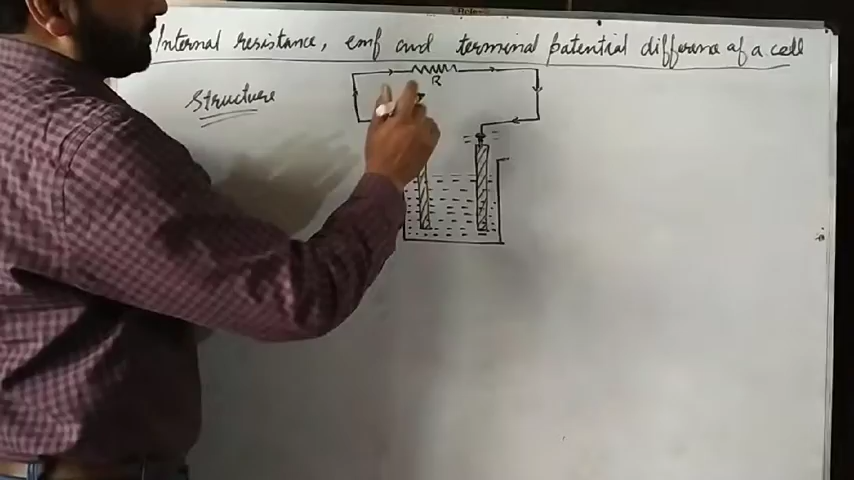 Internal resistance, emf and terminal potential difference of a cell
Structure
R